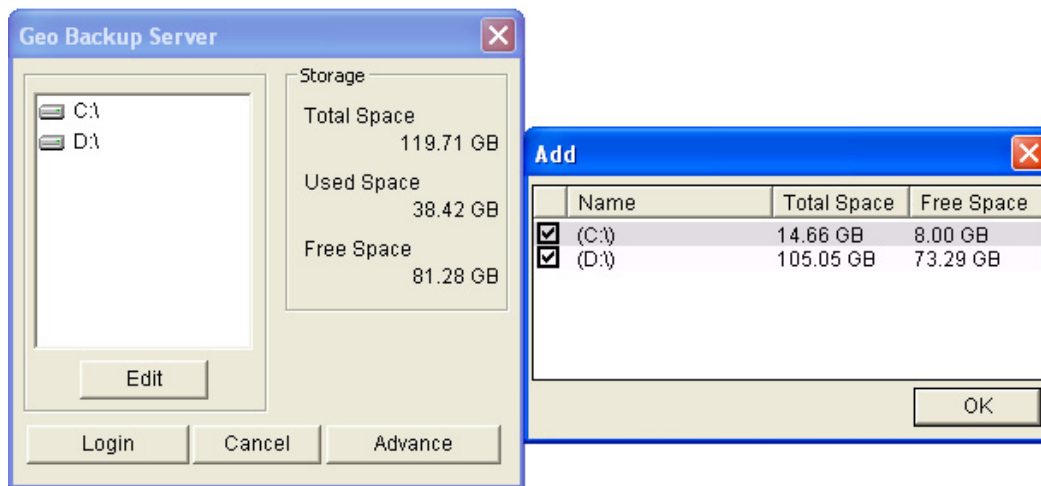 Geo Backup Server
C:\
D:\
Edit
Storage
Total Space
119.71 GB
Used Space
38.42 GB
Free Space
81.28 GB
Login Cancel Advance
Add
Name Total Space Free Space
(C:\) 14.66 GB 8.00 GB
(D:\) 105.05 GB 73.29 GB
OK